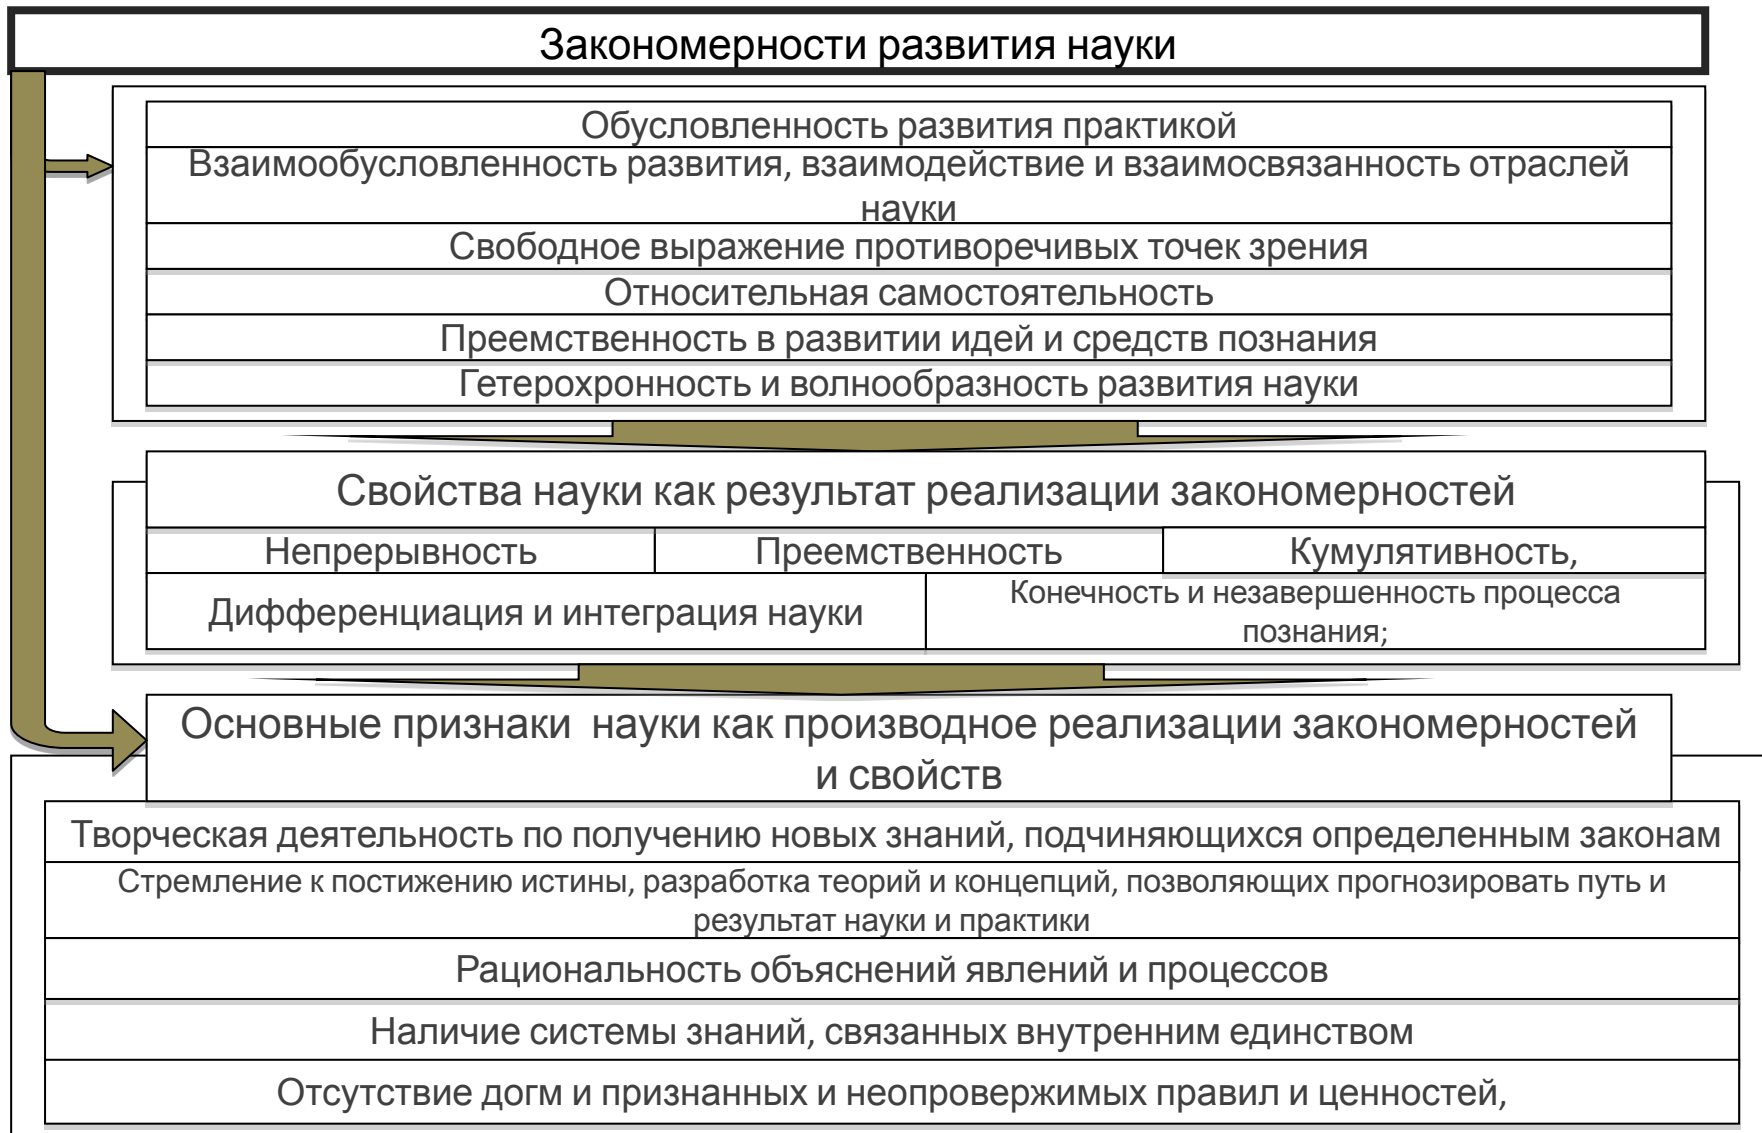 Закономерности развития науки
Обусловленность развития практикой
Взаимообусловленность развития, взаимодействие и взаимосвязанность отраслей
науки
Свободное выражение противоречивых точек зрения
Относительная самостоятельность
Преемственность в развитии идей и средств познания
Гетерохронность и волнообразность развития науки
Свойства науки как результат реализации закономерностей
Непрерывность
Преемственность
Кумулятивность,
Дифференциация и интеграция науки
Конечность и незавершенность процесса
познания;
Основные признаки  науки как производное реализации закономерностей
и свойств
Творческая деятельность по получению новых знаний, подчиняющихся определенным законам
Стремление к постижению истины, разработка теорий и концепций, позволяющих прогнозировать путь и
результат науки и практики
Рациональность объяснений явлений и процессов
Наличие системы знаний, связанных внутренним единством
Отсутствие догм и признанных и неопровержимых правил и ценностей,